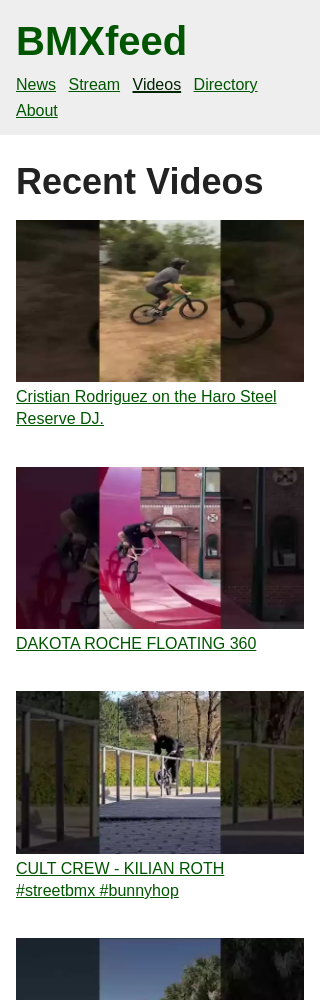 BMXfeed
News Stream Videos Directory
About
Recent Videos
Cristian Rodriguez on the Haro Steel
Reserve DJ.
DAKOTA ROCHE FLOATING 360
CULT CREW - KILIAN ROTH
#streetbmx #bunnyhop